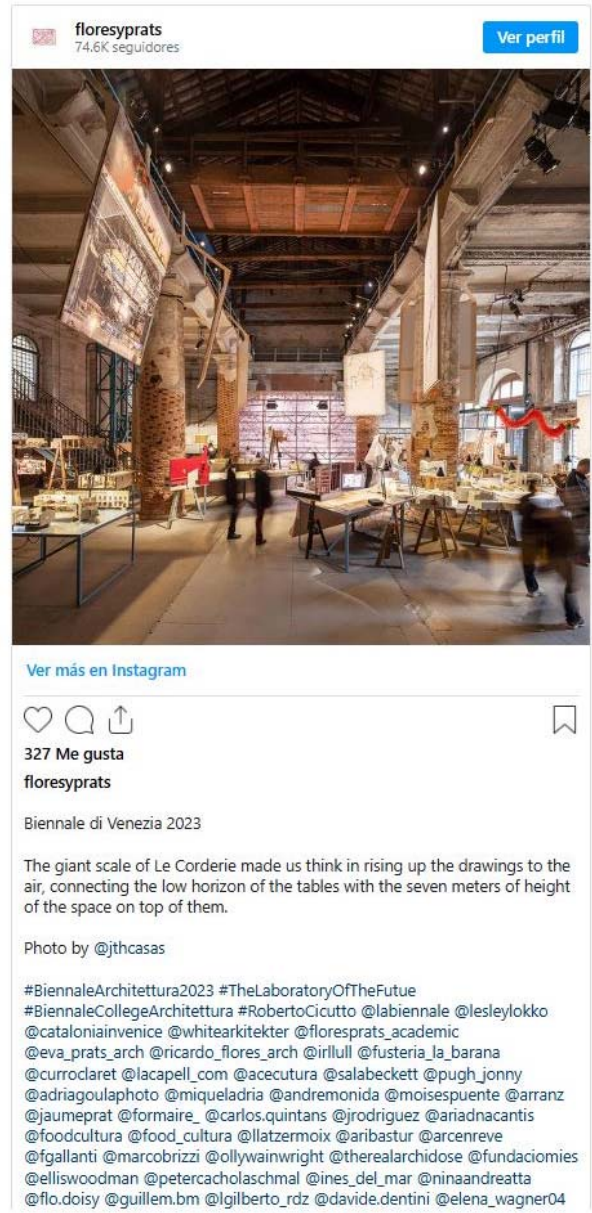 floresyprats
74.6K seguidores
Ver perfil
Ver más en Instagram
327 Me gusta
floresyprats
Biennale di Venezia 2023
The giant scale of Le Corderie made us think in rising up the drawings to the
air, connecting the low horizon of the tables with the seven meters of height
of the space on top of them.
Photo by @jthcasas
#BiennaleArchitettura2023 #TheLaboratoryOfTheFutue
#BiennaleCollegeArchitettura #RobertoCicutto @labiennale @lesleylokko
@cataloniainvenice @whitearkitekter @floresprats_academic
@eva_prats_arch @ricardo_flores_arch @irllull @fusteria_la_barana
@curroclaret @lacapell_com @acecutura @salabeckett @pugh_jonny
@adriagoulaphoto @miqueladria @andremonida @moisespuente @arranz
@jaumeprat @formaire_ @carlos.quintans @jrodriguez @ariadnacantis
@foodcultura @food_cultura @llatzermoix @aribastur @arcenreve
@fgallanti @marcobrizzi @ollywainwright @therealarchidose @fundaciomies
@elliswoodman @petercacholaschmal @ines_del_mar @ninaandreatta
@flo.doisy @guillem.bm @lgilberto_rdz @davide.dentini @elena_wagner04